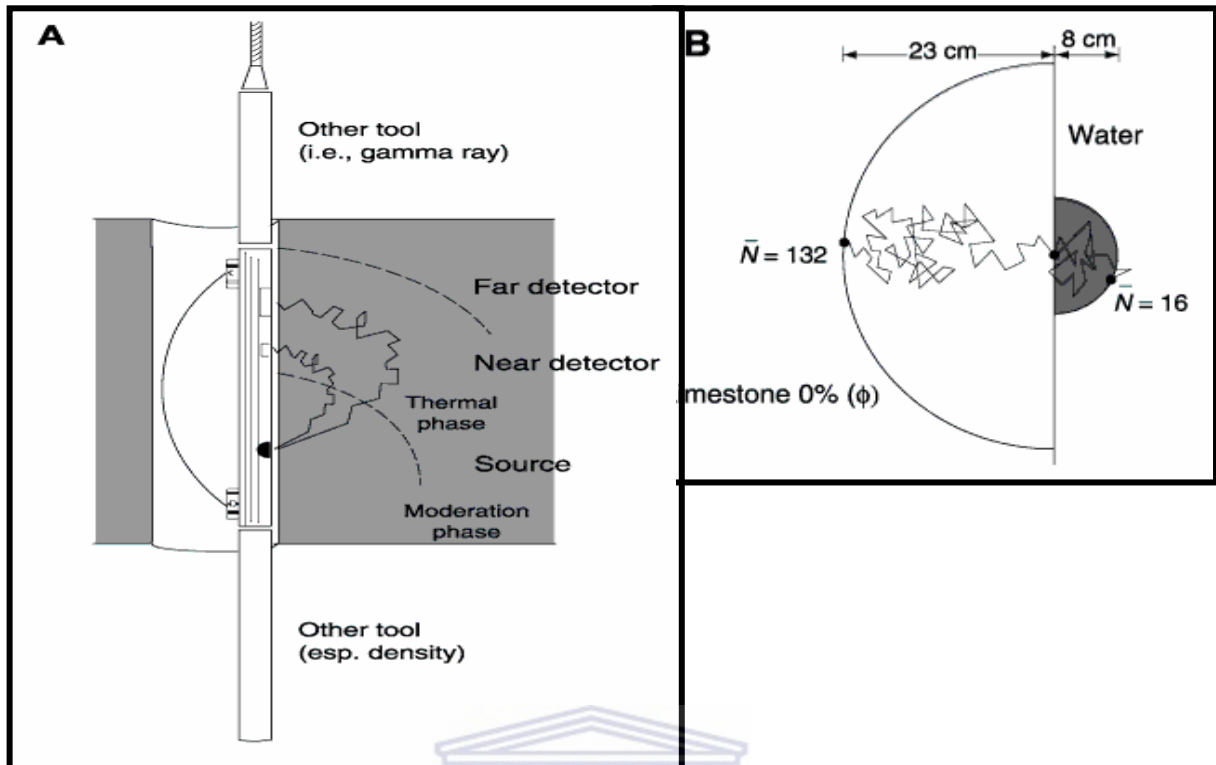 A
Other tool
(i.e., gamma ray)
Far detector
Near detector
Thermal
phase
Source
Moderation
phase
Other tool
(esp. density)
B
23 cm
8 cm
Water
N̄ = 132
N̄ = 16
mestone 0% (ϕ)